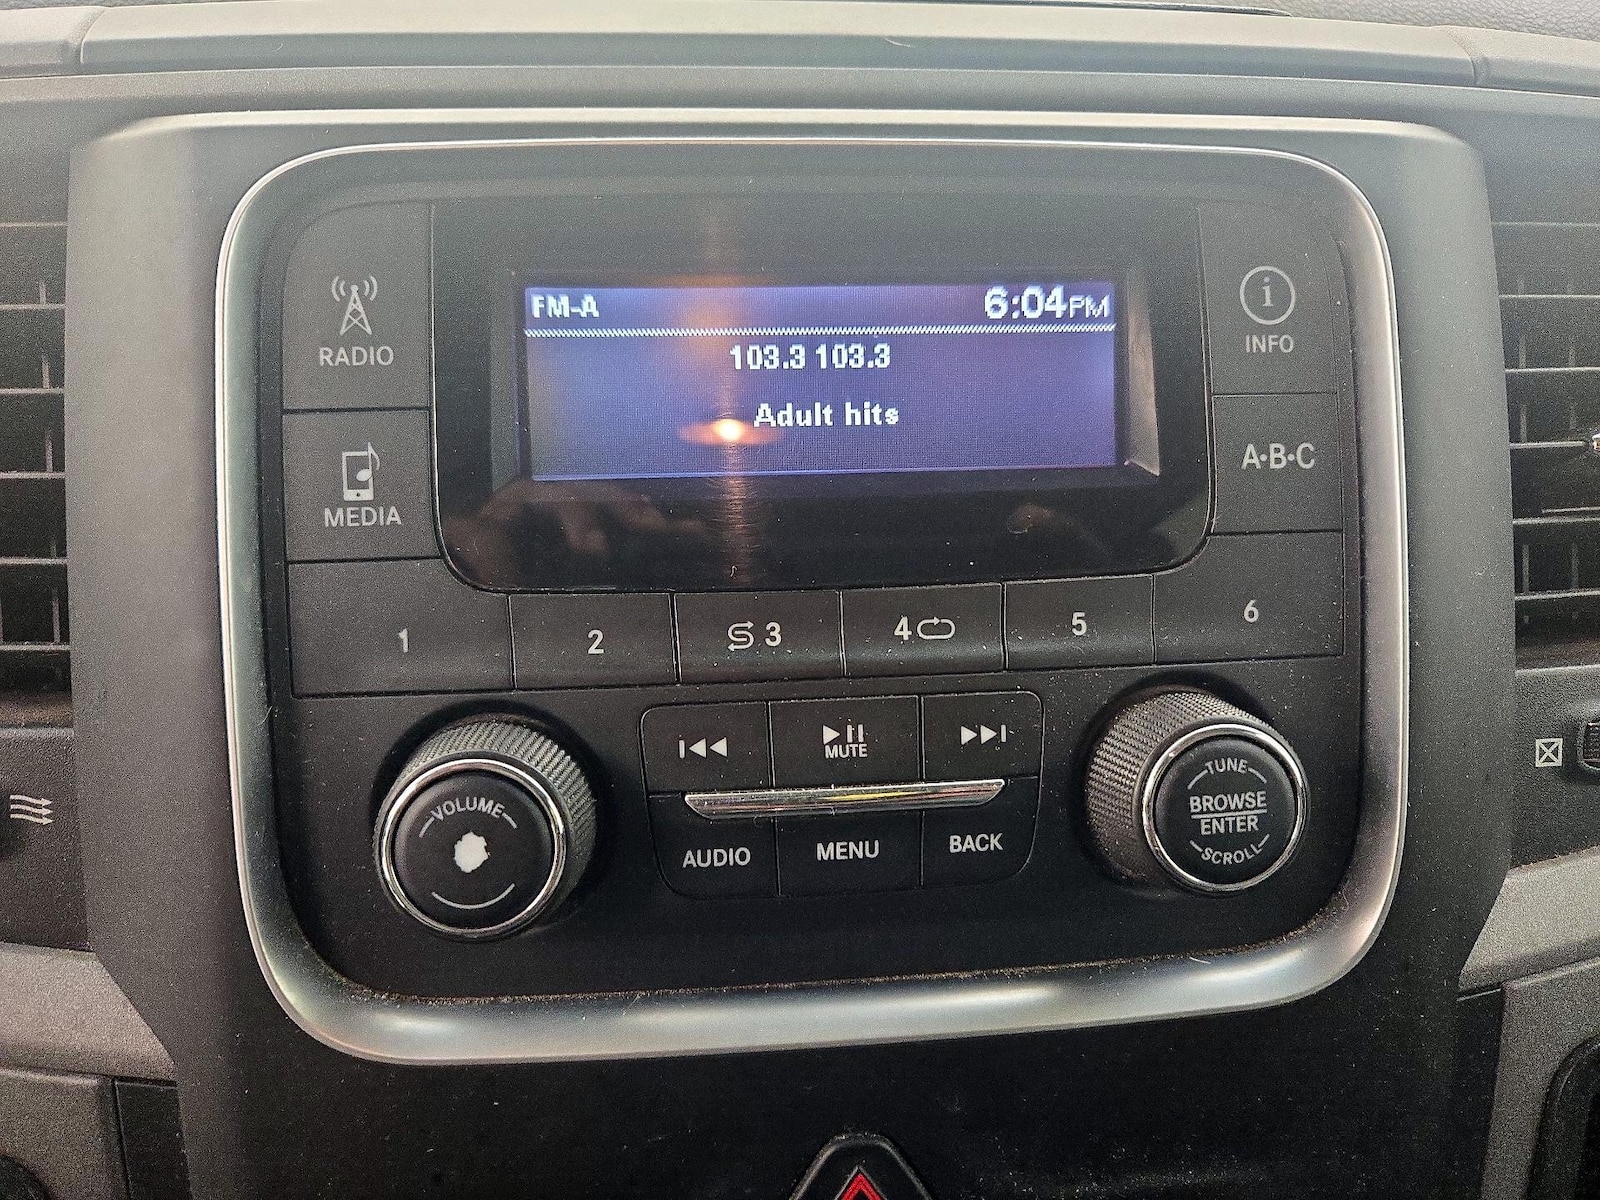 FM-A 6:04PM
103.3 103.3
Adult hits
RADIO
MEDIA
INFO
A·B·C
1 2 3 4 5 6
VOLUME
MUTE
AUDIO MENU BACK
TUNE
BROWSE
ENTER
SCROLL